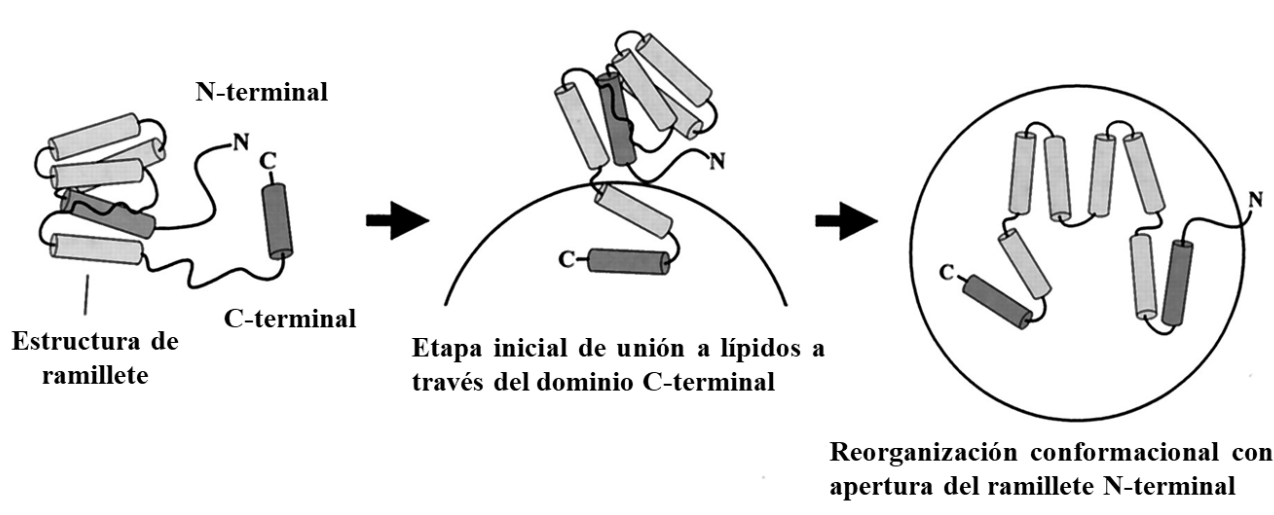 N-terminal
N
C
C-terminal
Estructura de
ramillete
N
C
Etapa inicial de unión a lípidos a
través del dominio C-terminal
N
C
Reorganización conformacional con
apertura del ramillete N-terminal